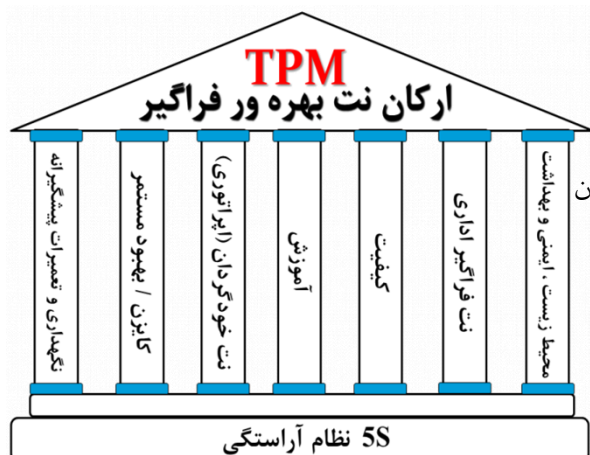 TPM
ارکان نت بهره ور فراگیر
محیط زیست ، ایمنی و بهداشت
نت فراگیر اداری
کیفیت
آموزش
نت خودگردان (اپراتوری)
کایزن / بهبود مستمر
نگهداری و تعمیرات پیشگیرانه
ن
5S نظام آراستگی